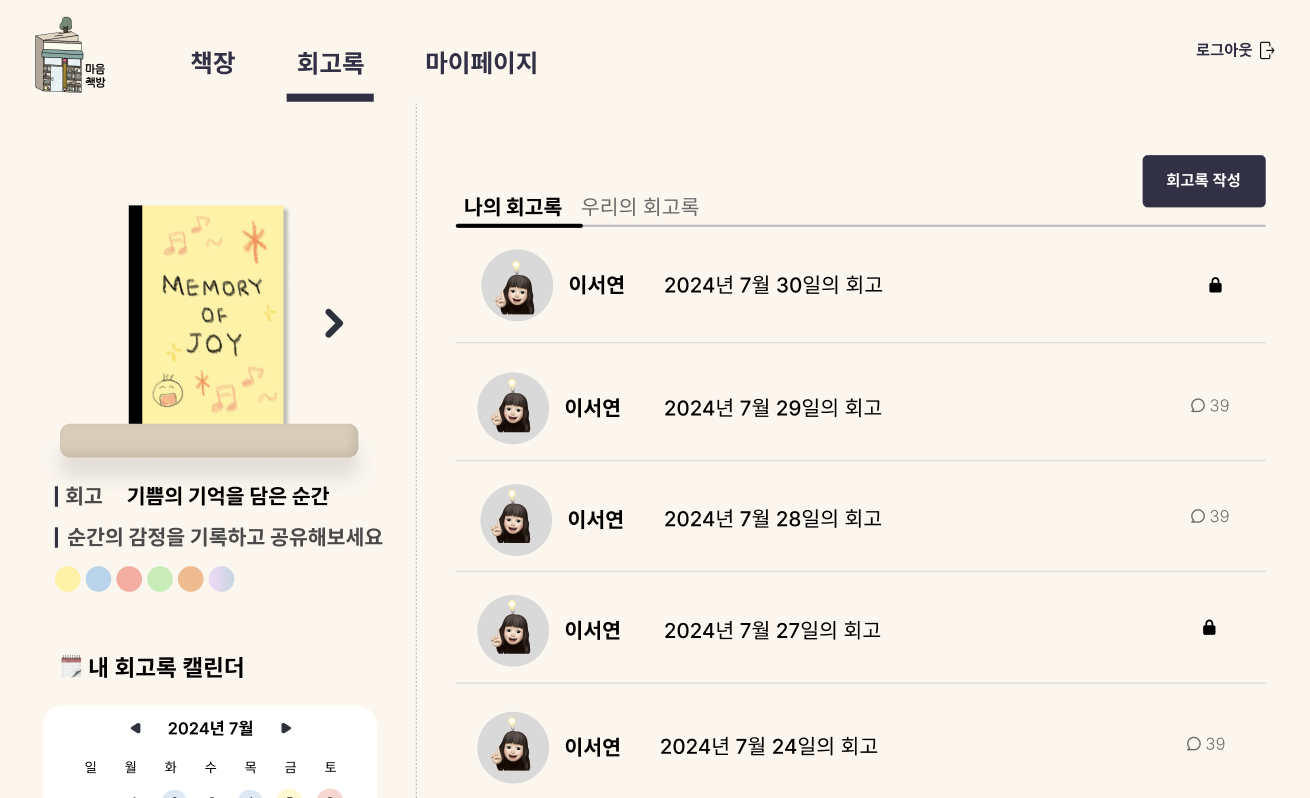 마음
책방
책장
회고록
마이페이지
로그아웃
MEMORY
OF
JOY
회고 기쁨의 기억을 담은 순간
순간의 감정을 기록하고 공유해보세요
내 회고록 캘린더
2024년 7월
일 월 화 수 목 금 토
회고록 작성
나의 회고록 우리의 회고록
이서연 2024년 7월 30일의 회고
이서연 2024년 7월 29일의 회고 39
이서연 2024년 7월 28일의 회고 39
이서연 2024년 7월 27일의 회고
이서연 2024년 7월 24일의 회고 39